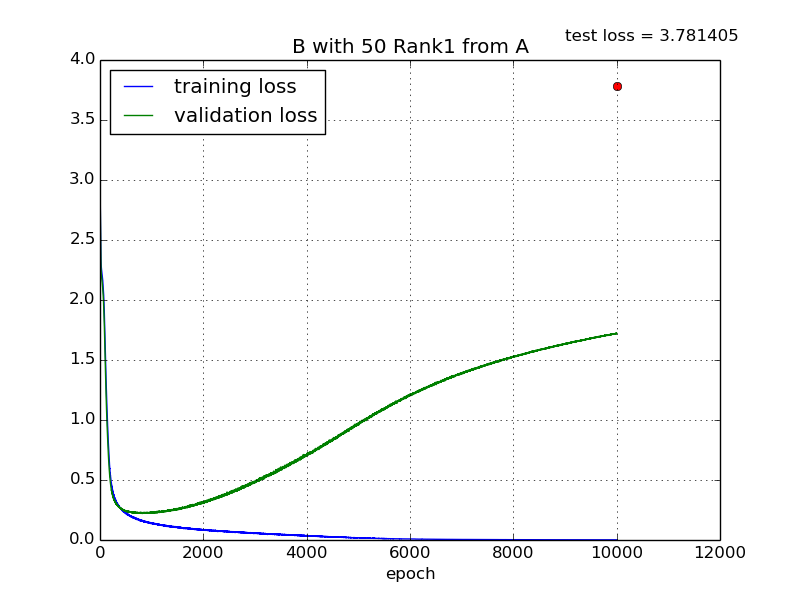 test loss = 3.781405
B with 50 Rank1 from A
training loss
validation loss
4.0
3.5
3.0
2.5
2.0
1.5
1.0
0.5
0.0
0 2000 4000 6000 8000 10000 12000
epoch